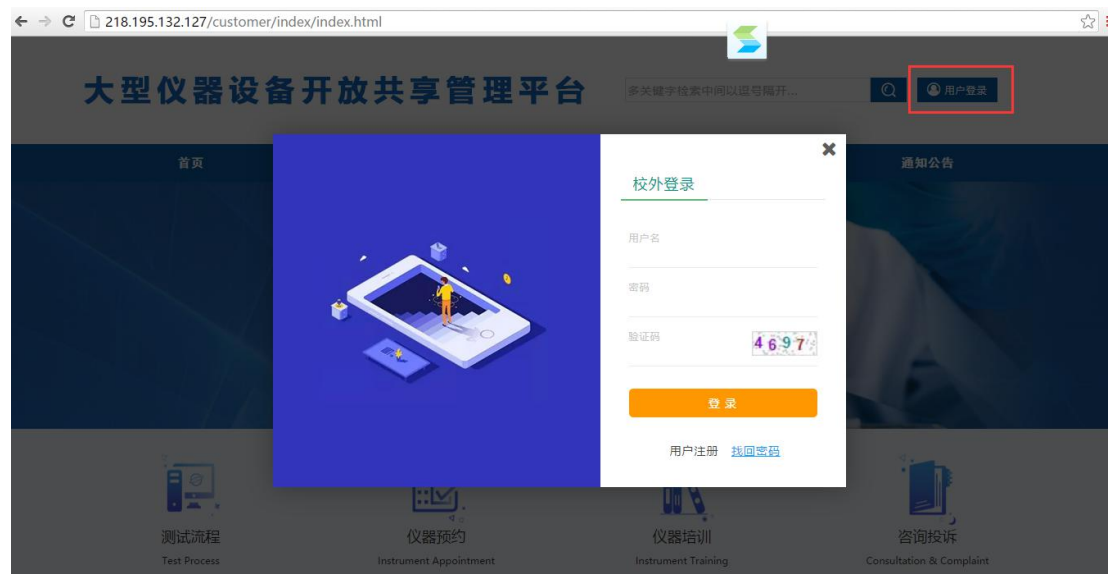 218.195.132.127/customer/index/index.html
大型仪器设备开放共享管理平台
多关键字检索中间以逗号隔开...
用户登录
首页
通知公告
校外登录
用户名
密码
验证码
4697
登 录
用户注册 找回密码
测试流程
仪器预约
仪器培训
咨询投诉
Test Process
Instrument Appointment
Instrument Training
Consultation & Complaint